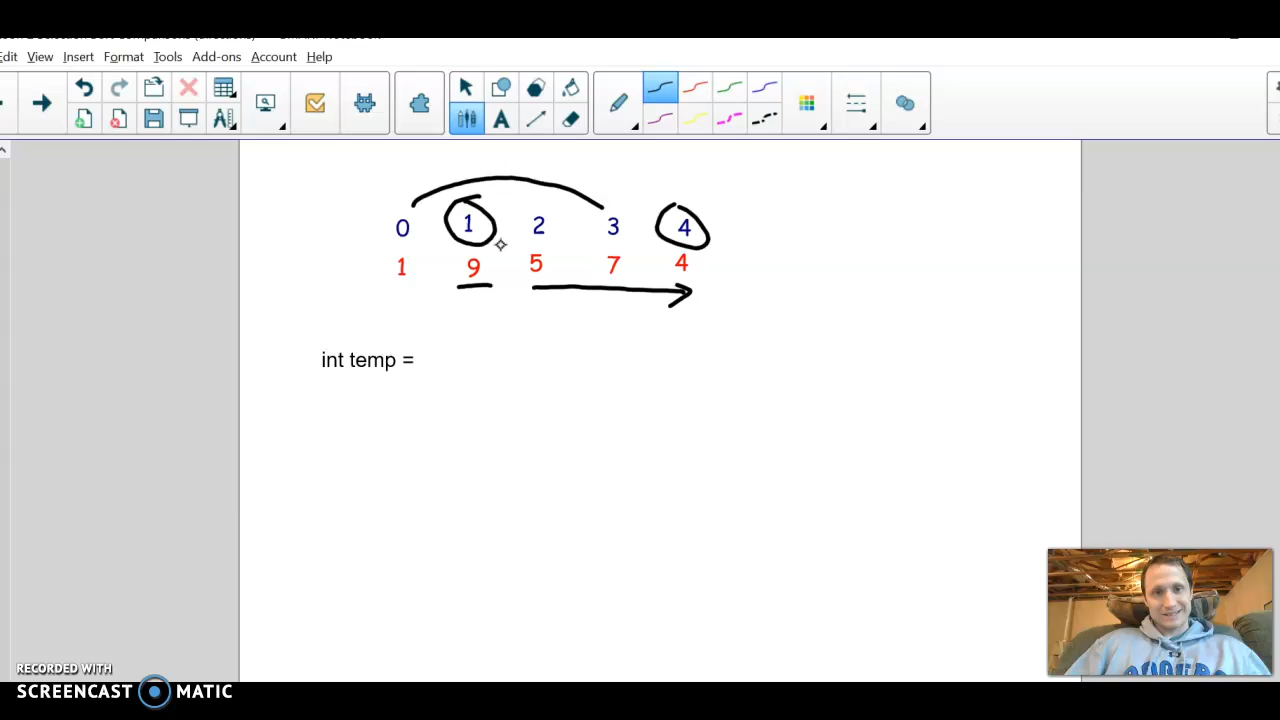 Edit View Insert Format Tools Add-ons Account Help
0 1 2 3 4
1 9 5 7 4
int temp =
RECORDED WITH
SCREENCAST MATIC